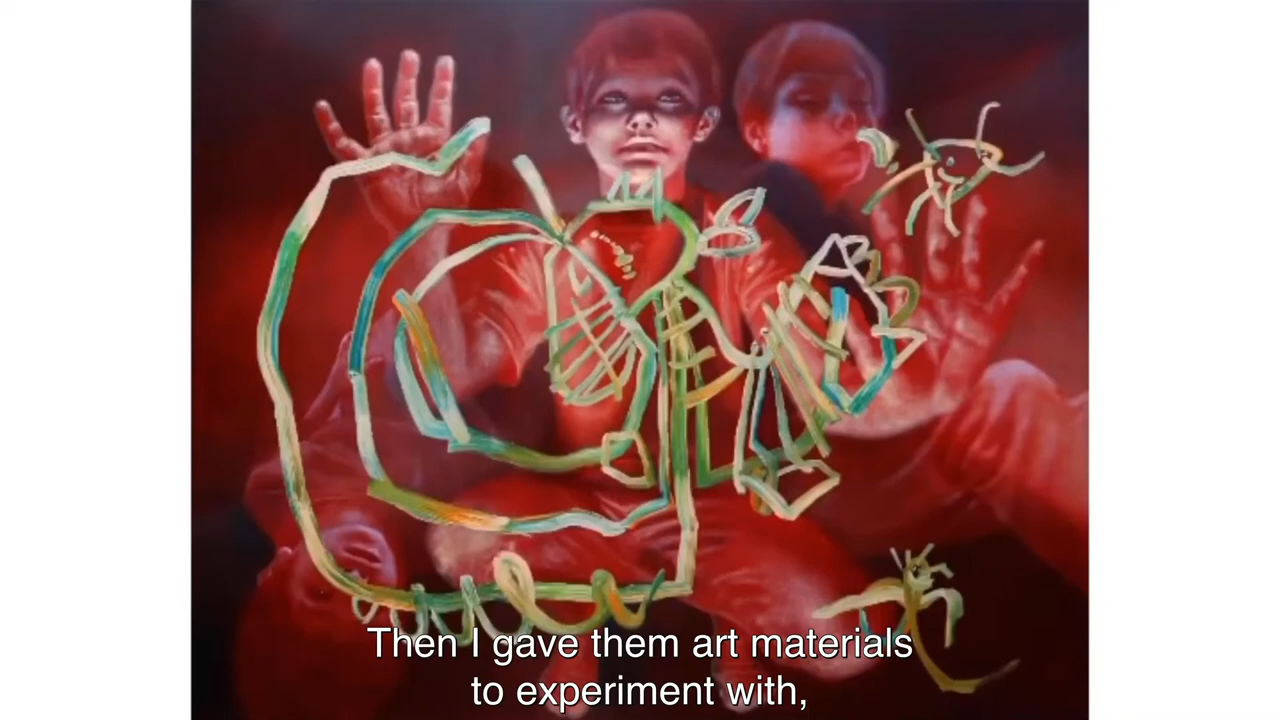 Then I gave them art materials
to experiment with,